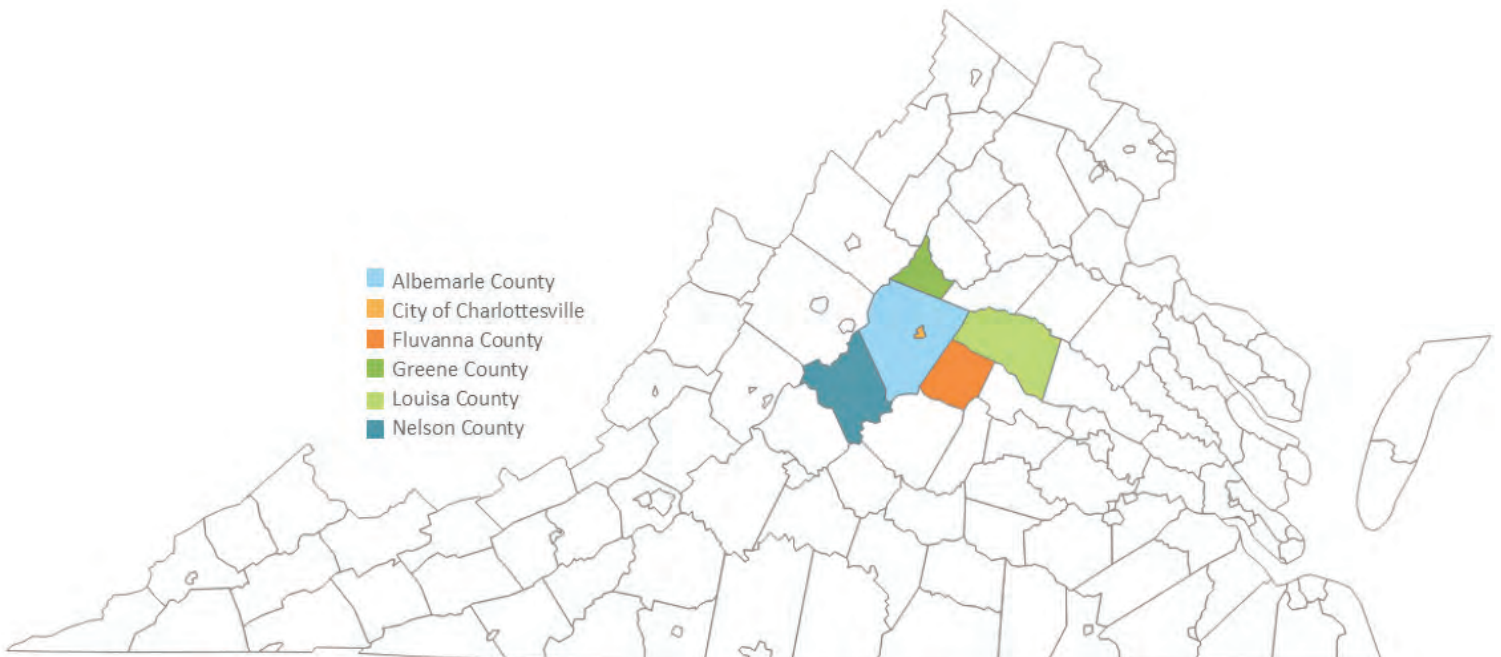 Albemarle County
City of Charlottesville
Fluvanna County
Greene County
Louisa County
Nelson County